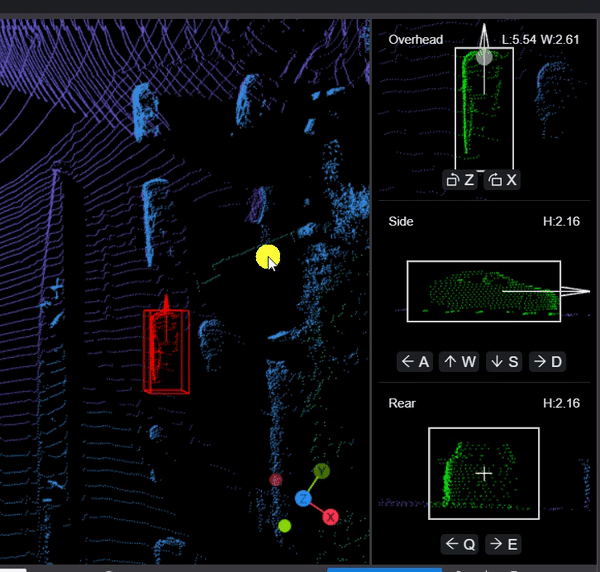 Overhead L:5.54 W:2.61
Z X
Side H:2.16
A W S D
Rear H:2.16
Q E
Y
Z
X